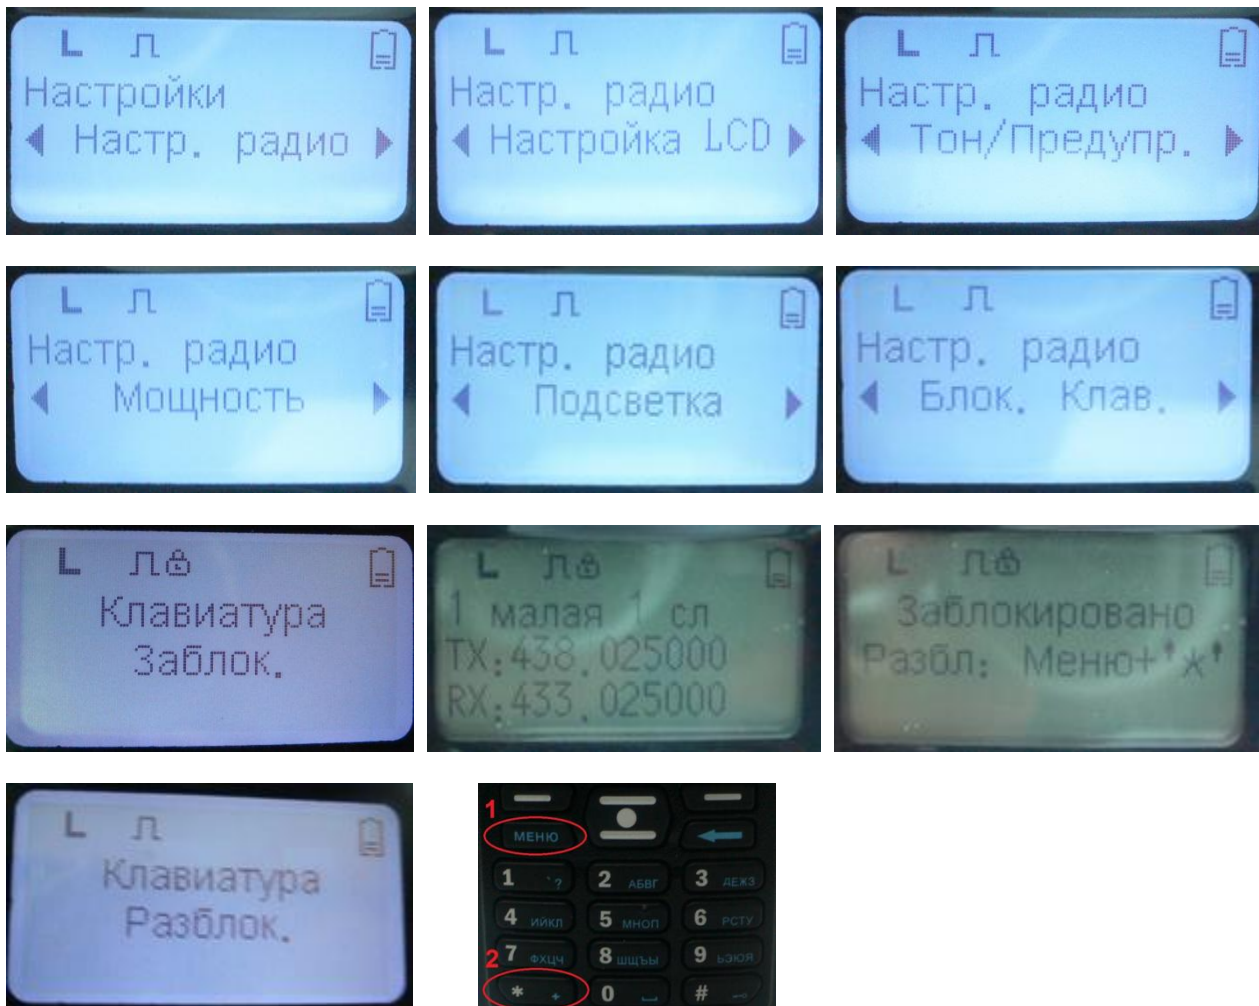 L
Настройки
Настр. радио
L
Настр. радио
Настройка LCD
L
Настр. радио
Тон/Предупр.
L
Настр. радио
Мощность
L
Настр. радио
Подсветка
L
Настр. радио
Блок. Клав.
L
Клавиатура
Заблок.
L
1 малая 1 сл
TX:438.025000
RX:433.025000
L
Заблокировано
Разбл: Меню+'*'
L
Клавиатура
Разблок.
1
МЕНЮ
1 ?
2 АБВГ
3 ДЕЖЗ
4 ИЙКЛ
5 МНОП
6 РСТУ
2
7 ФХЦЧ
8 ШЩЪЫ
9 ЬЭЮЯ
* +
0
#